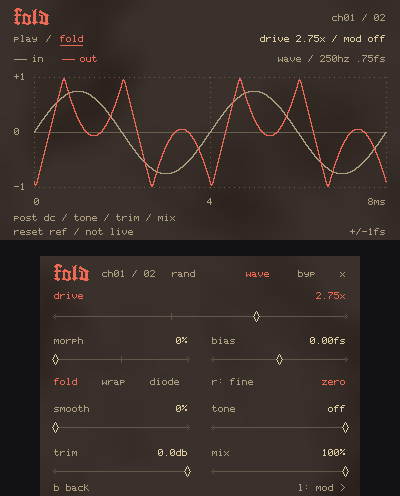 fold ch01 / 02
play / fold drive 2.75x / mod off
in out wave / 250hz .75fs
+1
0
-1
0 4 8ms
post dc / tone / trim / mix
reset ref / not live +/-1fs
fold ch01 / 02 rand wave byp x
drive 2.75x
morph 0% bias 0.00fs
fold wrap diode r: fine zero
smooth 0% tone off
trim 0.0db mix 100%
b back l: mod >